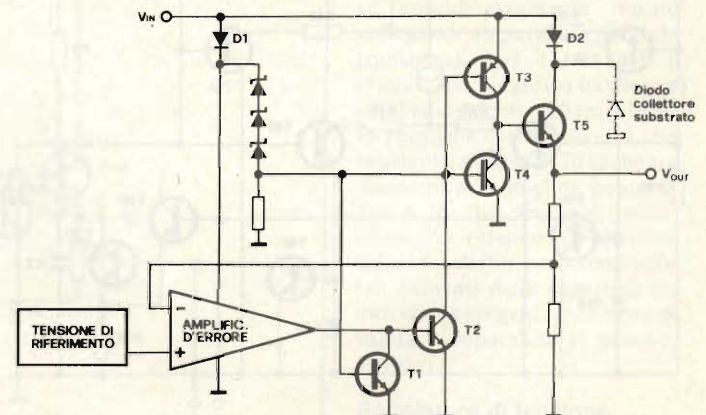 VIN
D1
D2
T3
Diodo
collettore
substrato
T5
T4
VOUT
AMPLIFIC.
D'ERRORE
TENSIONE DI
RIFERIMENTO
-
+
T2
T1